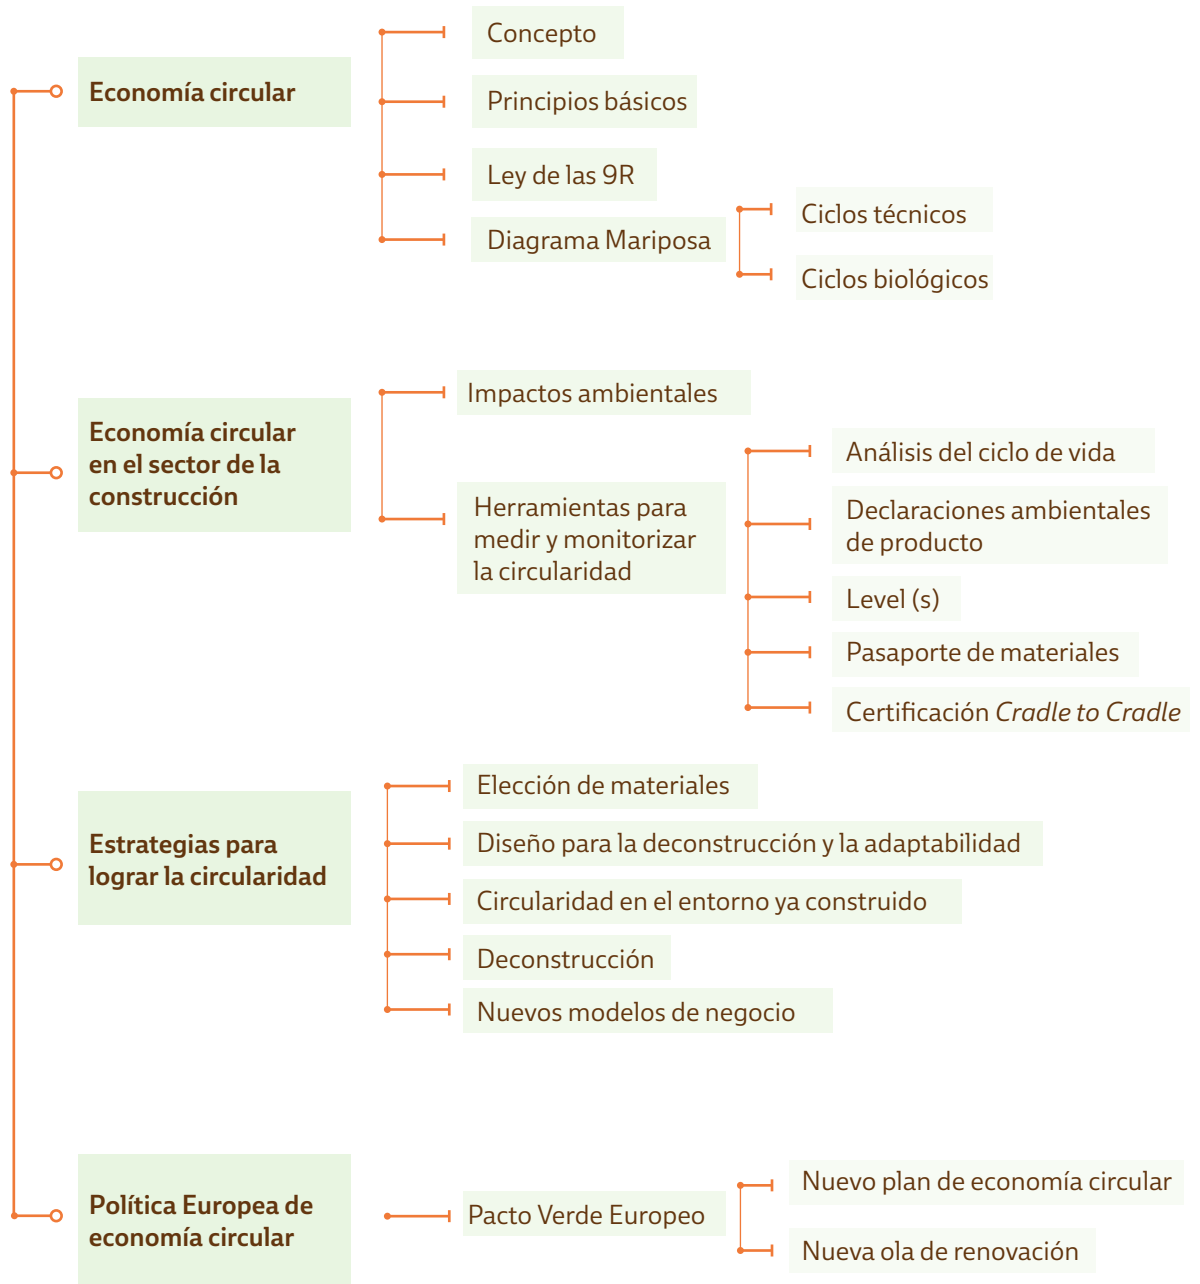 Economía circular
Concepto
Principios básicos
Ley de las 9R
Diagrama Mariposa
Ciclos técnicos
Ciclos biológicos
Economía circular
en el sector de la
construcción
Impactos ambientales
Herramientas para
medir y monitorizar
la circularidad
Análisis del ciclo de vida
Declaraciones ambientales
de producto
Level (s)
Pasaporte de materiales
Certificación Cradle to Cradle
Estrategias para
lograr la circularidad
Elección de materiales
Diseño para la deconstrucción y la adaptabilidad
Circularidad en el entorno ya construido
Deconstrucción
Nuevos modelos de negocio
Política Europea de
economía circular
Pacto Verde Europeo
Nuevo plan de economía circular
Nueva ola de renovación